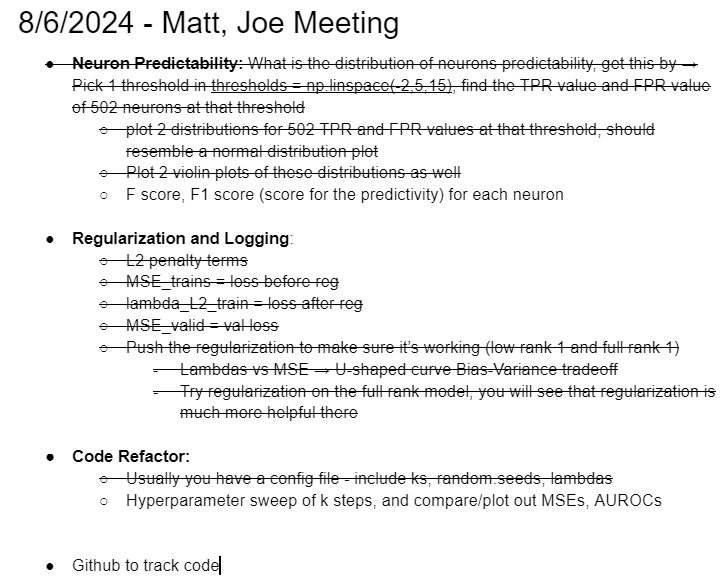 8/6/2024 - Matt, Joe Meeting
● Neuron Predictability: What is the distribution of neurons predictability, get this by →
Pick 1 threshold in thresholds = np.linspace(-2,5,15), find the TPR value and FPR value
of 502 neurons at that threshold
○ plot 2 distributions for 502 TPR and FPR values at that threshold, should
resemble a normal distribution plot
○ Plot 2 violin plots of these distributions as well
○ F score, F1 score (score for the predictivity) for each neuron
● Regularization and Logging:
○ L2 penalty terms
○ MSE_trains = loss before reg
○ lambda_L2_train = loss after reg
○ MSE_valid = val loss
○ Push the regularization to make sure it's working (low rank 1 and full rank 1)
- Lambdas vs MSE → U-shaped curve Bias-Variance tradeoff
- Try regularization on the full rank model, you will see that regularization is
much more helpful there
● Code Refactor:
○ Usually you have a config file - include ks, random.seeds, lambdas
○ Hyperparameter sweep of k steps, and compare/plot out MSEs, AUROCs
● Github to track code